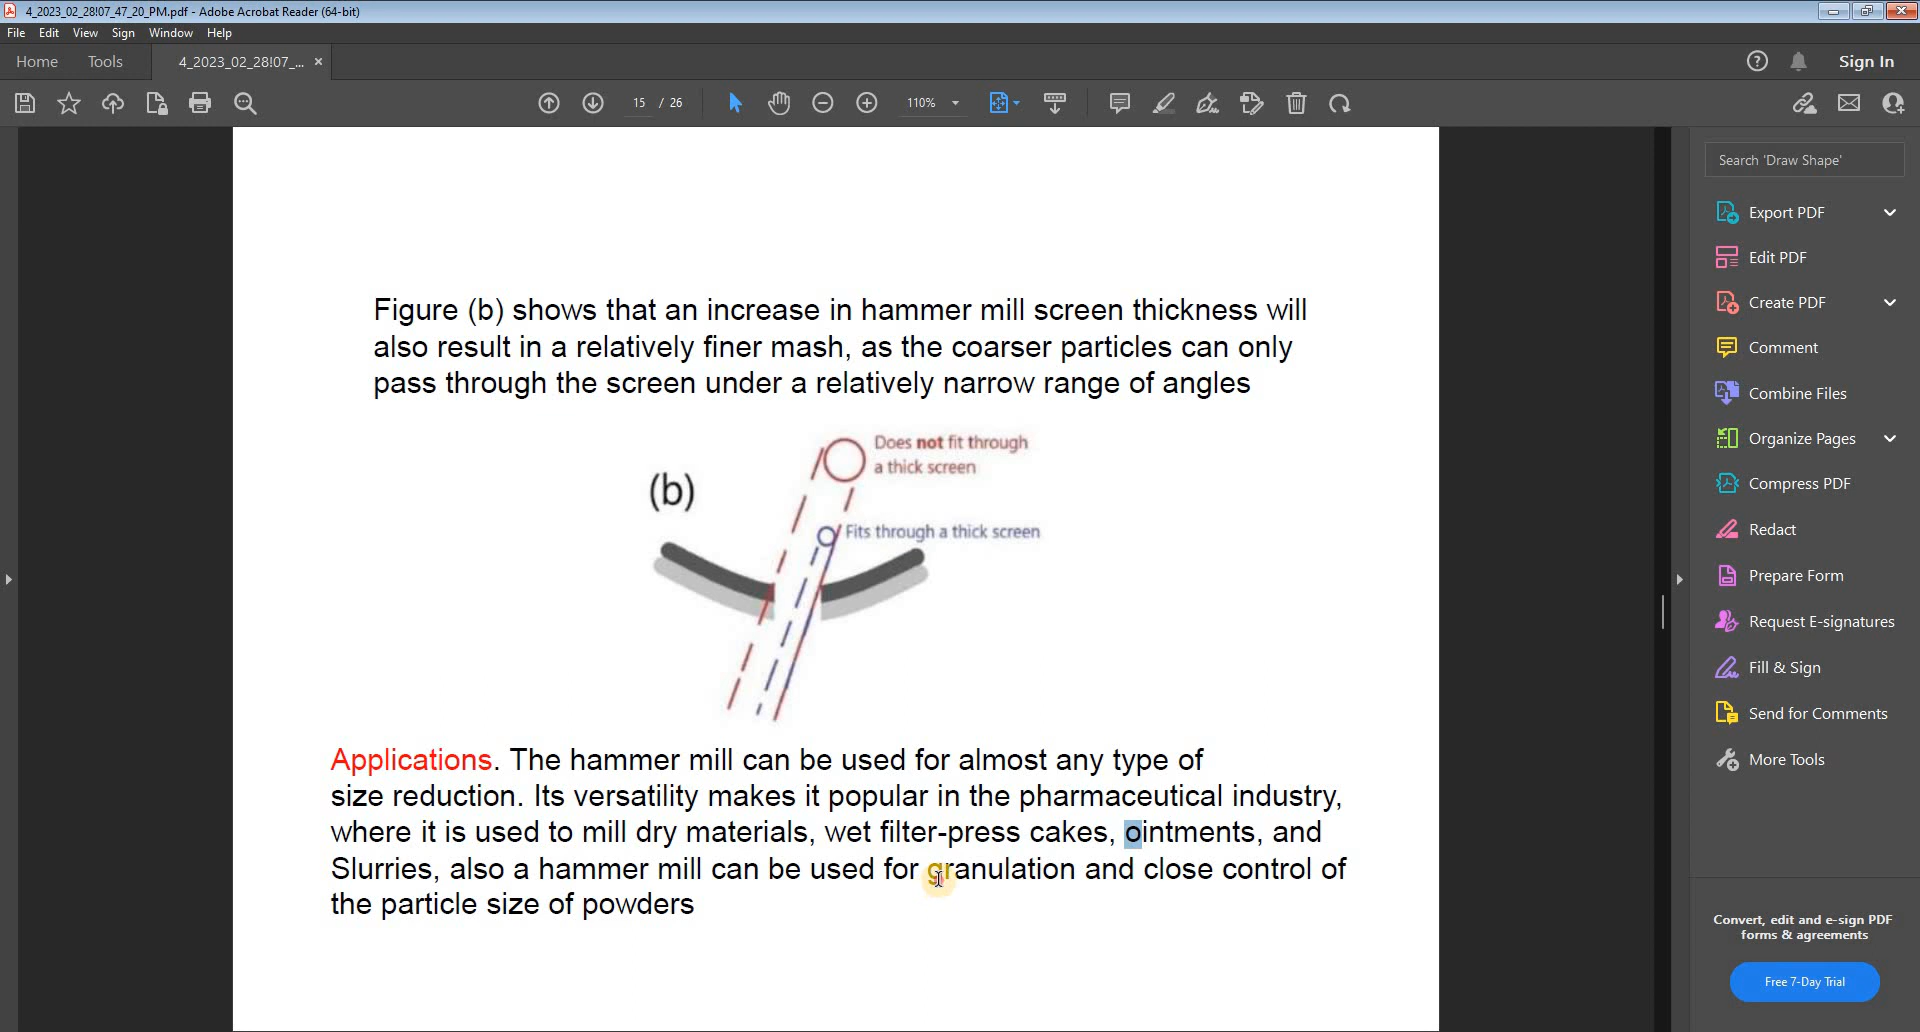 4_2023_02_28!07_47_20_PM.pdf - Adobe Acrobat Reader (64-bit)
File Edit View Sign Window Help
Home Tools 4_2023_02_28!07_... × Sign In
15 / 26 110%
Search 'Draw Shape'
Export PDF
Edit PDF
Create PDF
Comment
Combine Files
Organize Pages
Compress PDF
Redact
Prepare Form
Request E-signatures
Fill & Sign
Send for Comments
More Tools
Convert, edit and e-sign PDF
forms & agreements
Free 7-Day Trial
Figure (b) shows that an increase in hammer mill screen thickness will
also result in a relatively finer mash, as the coarser particles can only
pass through the screen under a relatively narrow range of angles
Does not fit through
a thick screen
(b)
Fits through a thick screen
Applications. The hammer mill can be used for almost any type of
size reduction. Its versatility makes it popular in the pharmaceutical industry,
where it is used to mill dry materials, wet filter-press cakes, ointments, and
Slurries, also a hammer mill can be used for granulation and close control of
the particle size of powders